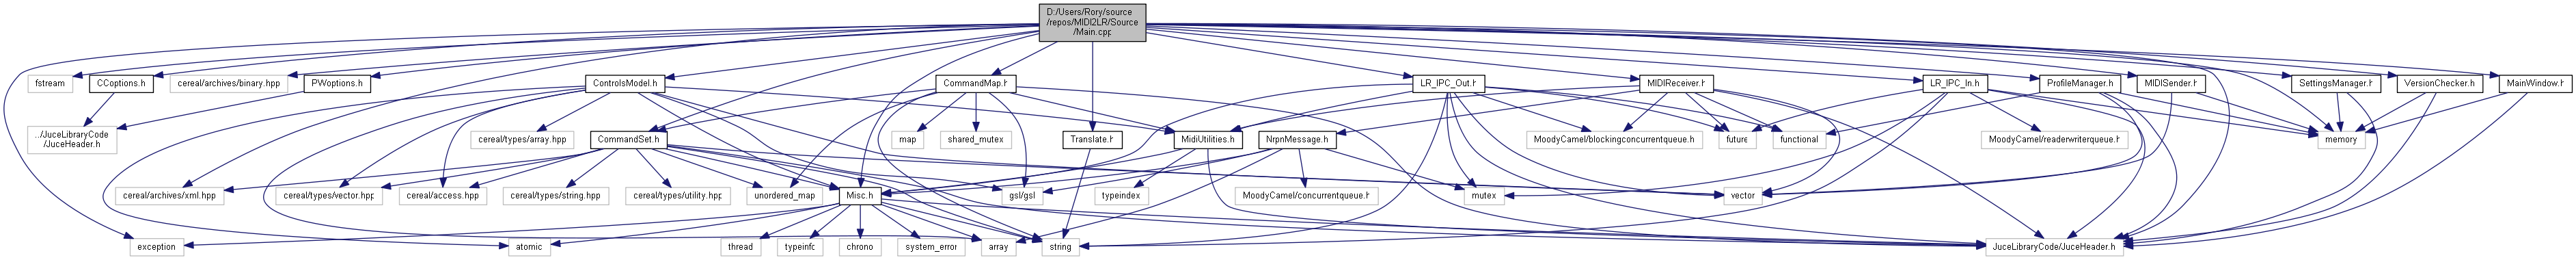 D:/Users/Rory/source
/repos/MIDI2LR/Source
/Main.cpp
fstream
CCoptions.h
cereal/archives/binary.hpp
PWoptions.h
ControlsModel.h
CommandMap.h
LR_IPC_Out.h
MIDIReceiver.h
LR_IPC_In.h
ProfileManager.h
MIDISender.h
SettingsManager.h
VersionChecker.h
MainWindow.h
../JuceLibraryCode
/JuceHeader.h
cereal/types/array.hpp
CommandSet.h
map
shared_mutex
Translate.h
MidiUtilities.h
NrpnMessage.h
MoodyCamel/blockingconcurrentqueue.h
future
functional
MoodyCamel/readerwriterqueue.h
memory
cereal/archives/xml.hpp
cereal/types/vector.hpp
cereal/access.hpp
cereal/types/string.hpp
cereal/types/utility.hpp
unordered_map
Misc.h
gsl/gsl
typeindex
MoodyCamel/concurrentqueue.h
mutex
vector
exception
atomic
thread
typeinfo
chrono
system_error
array
string
JuceLibraryCode/JuceHeader.h